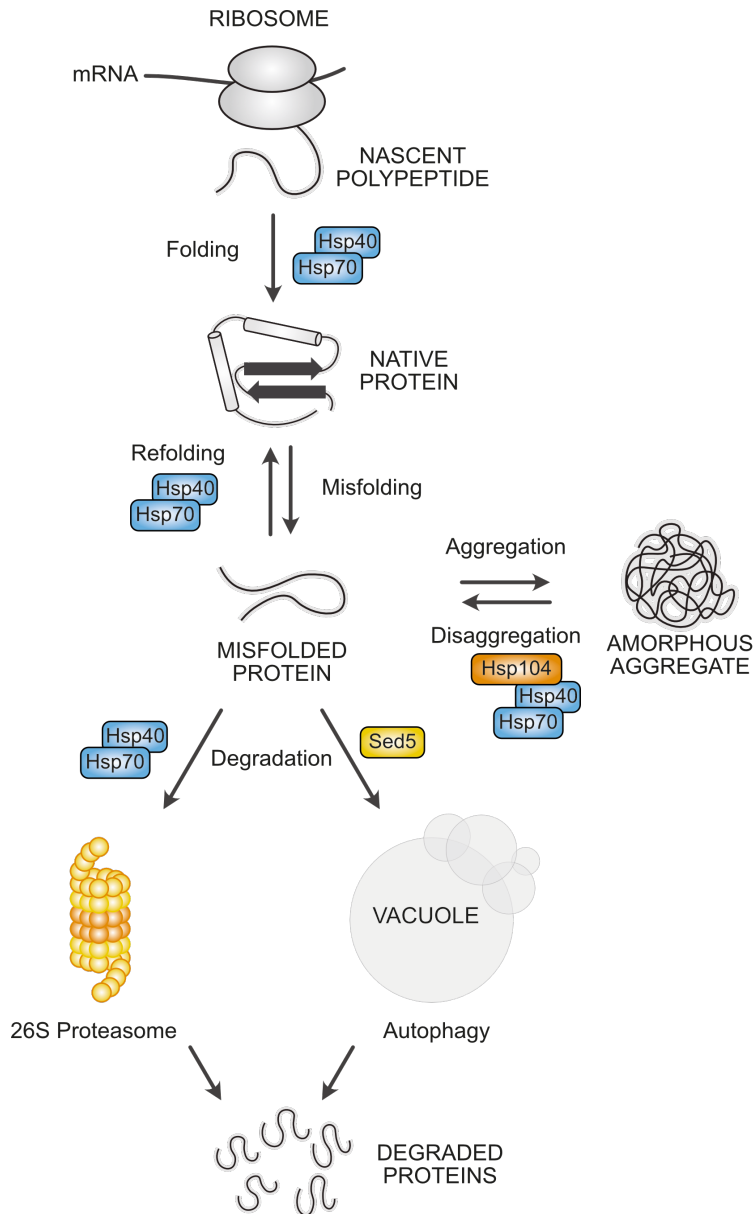 RIBOSOME
mRNA
NASCENT
POLYPEPTIDE
Folding
Hsp40
Hsp70
NATIVE
PROTEIN
Refolding
Hsp40
Hsp70
Misfolding
Aggregation
Disaggregation
Hsp104
Hsp40
Hsp70
AMORPHOUS
AGGREGATE
MISFOLDED
PROTEIN
Hsp40
Hsp70
Degradation
Sed5
VACUOLE
26S Proteasome
Autophagy
DEGRADED
PROTEINS